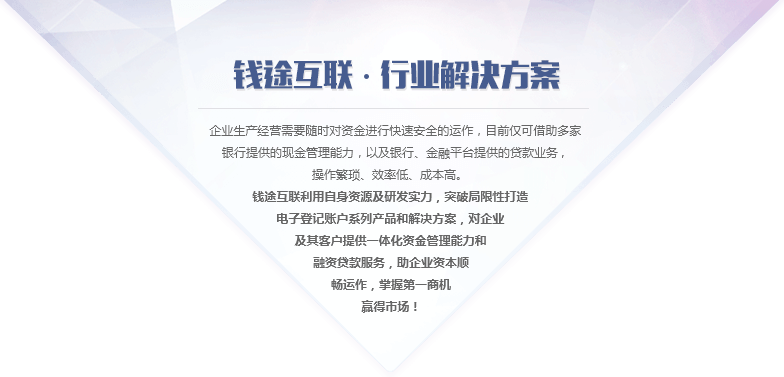 钱途互联·行业解决方案
企业生产经营需要随时对资金进行快速安全的运作，目前仅可借助多家
银行提供的现金管理能力，以及银行、金融平台提供的贷款业务，
操作繁琐、效率低、成本高。
钱途互联利用自身资源及研发实力，突破局限性打造
电子登记账户系列产品和解决方案，对企业
及其客户提供一体化资金管理能力和
融资贷款服务，助企业资本顺
畅运作，掌握第一商机
赢得市场！